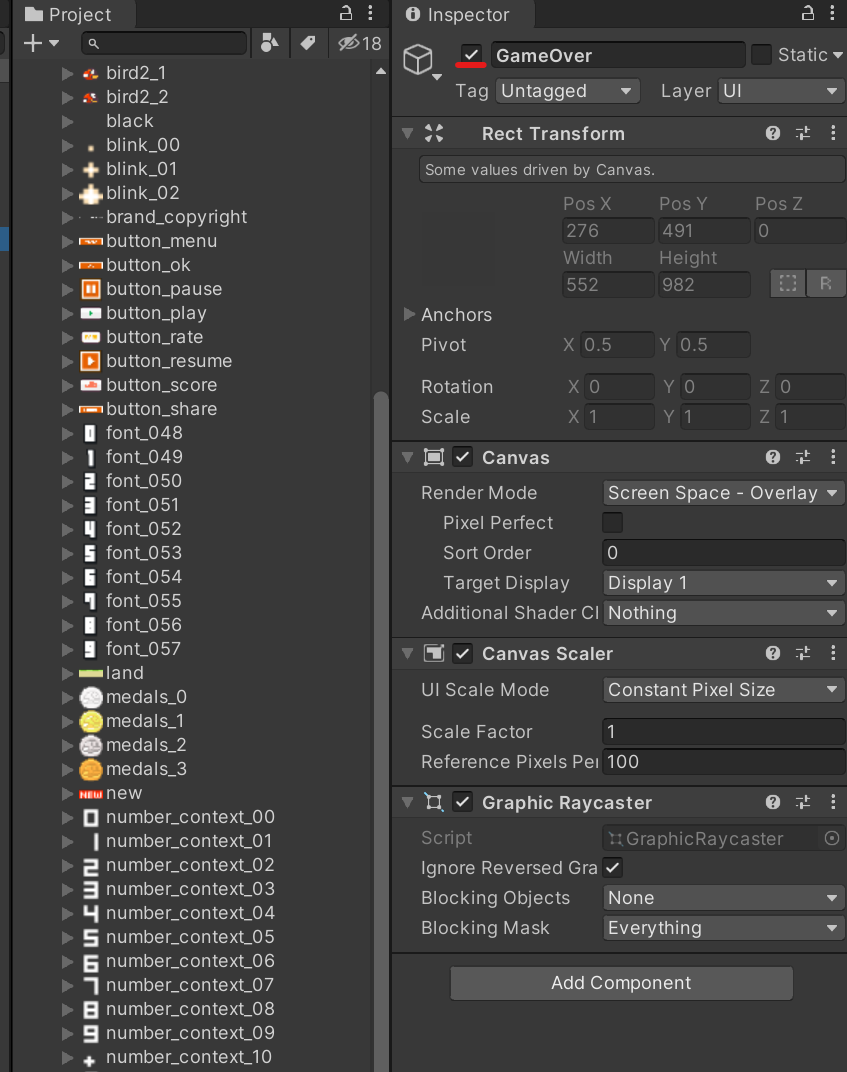 Project
18
bird2_1
bird2_2
black
blink_00
blink_01
blink_02
brand_copyright
button_menu
button_ok
button_pause
button_play
button_rate
button_resume
button_score
button_share
font_048
font_049
font_050
font_051
font_052
font_053
font_054
font_055
font_056
font_057
land
medals_0
medals_1
medals_2
medals_3
NEW new
number_context_00
number_context_01
number_context_02
number_context_03
number_context_04
number_context_05
number_context_06
number_context_07
number_context_08
number_context_09
number_context_10
Inspector
GameOver Static
Tag Untagged Layer UI
Rect Transform
Some values driven by Canvas.
Pos X Pos Y Pos Z
276 491 0
Width Height
552 982 R
Anchors
Pivot X 0.5 Y 0.5
Rotation X 0 Y 0 Z 0
Scale X 1 Y 1 Z 1
Canvas
Render Mode Screen Space - Overlay
Pixel Perfect
Sort Order 0
Target Display Display 1
Additional Shader Cl Nothing
Canvas Scaler
UI Scale Mode Constant Pixel Size
Scale Factor 1
Reference Pixels Per 100
Graphic Raycaster
Script GraphicRaycaster
Ignore Reversed Gra
Blocking Objects None
Blocking Mask Everything
Add Component